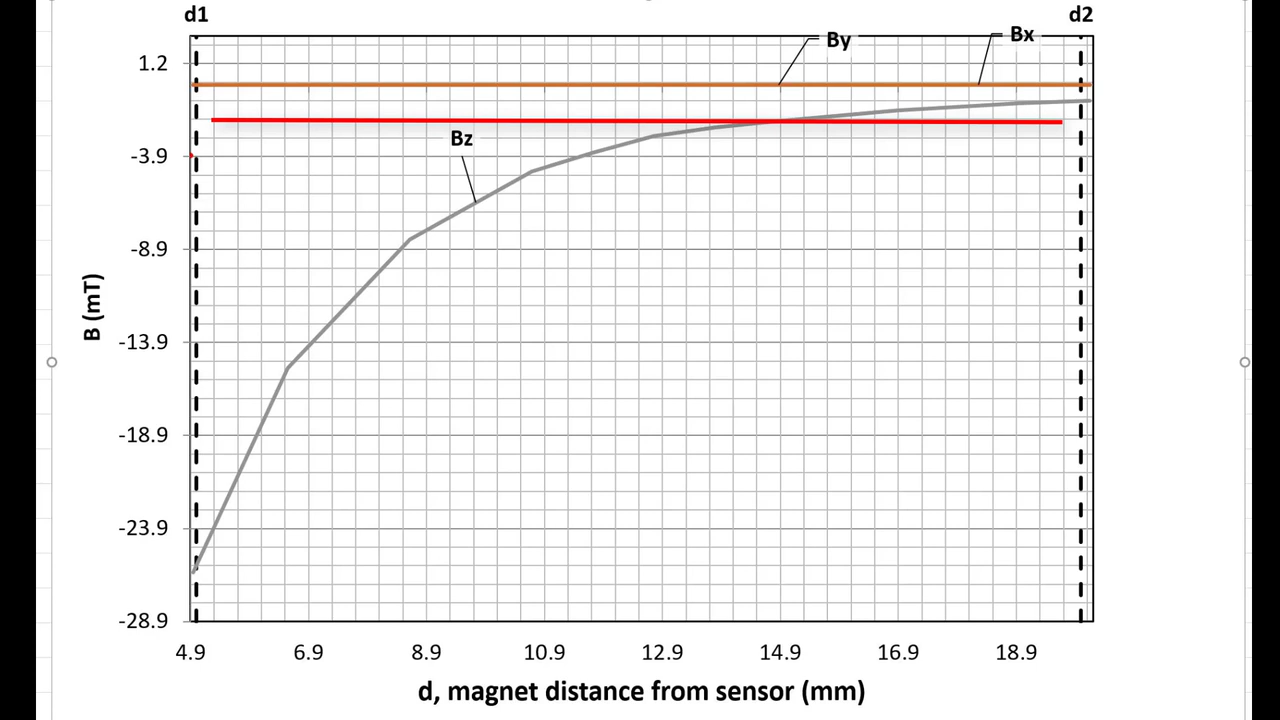 d1
d2
By
Bx
1.2
Bz
-3.9
-8.9
-13.9
-18.9
-23.9
-28.9
B (mT)
4.9 6.9 8.9 10.9 12.9 14.9 16.9 18.9
d, magnet distance from sensor (mm)